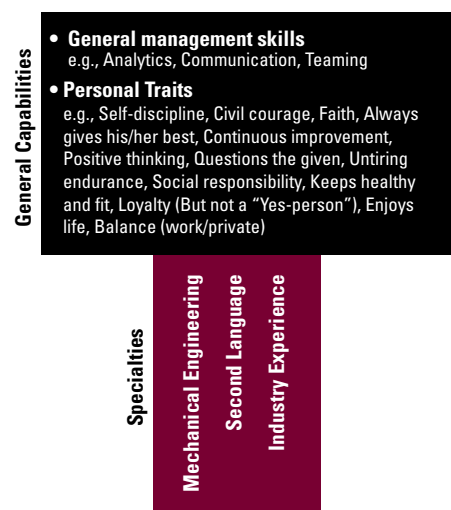 General Capabilities
• General management skills
e.g., Analytics, Communication, Teaming
• Personal Traits
e.g., Self-discipline, Civil courage, Faith, Always
gives his/her best, Continuous improvement,
Positive thinking, Questions the given, Untiring
endurance, Social responsibility, Keeps healthy
and fit, Loyalty (But not a “Yes-person”), Enjoys
life, Balance (work/private)
Specialties
Mechanical Engineering
Second Language
Industry Experience